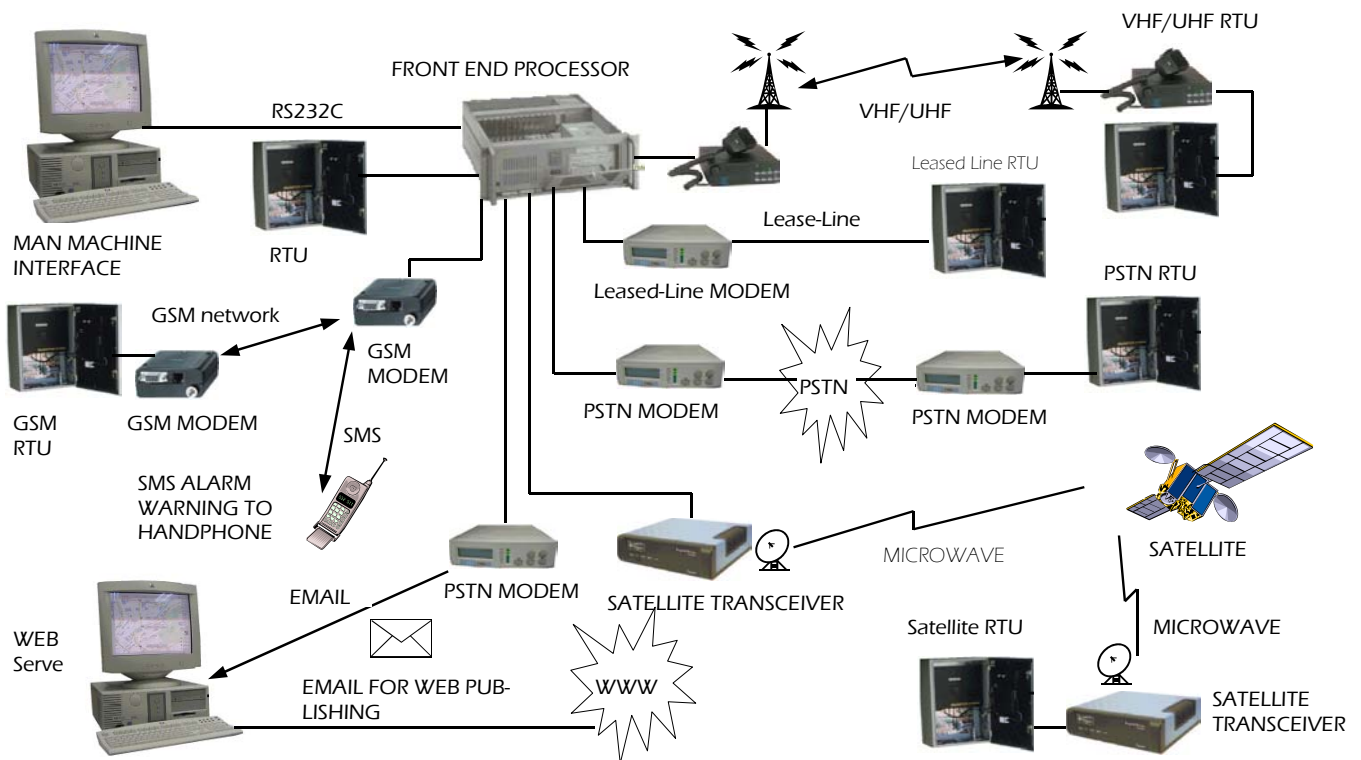 VHF/UHF RTU
FRONT END PROCESSOR
RS232C
VHF/UHF
Leased Line RTU
Lease-Line
MAN MACHINE
INTERFACE
RTU
Leased-Line MODEM
PSTN RTU
GSM network
GSM
MODEM
PSTN
GSM
RTU
GSM MODEM
PSTN MODEM
PSTN MODEM
SMS
SMS ALARM
WARNING TO
HANDPHONE
MICROWAVE
SATELLITE
EMAIL
PSTN MODEM
SATELLITE TRANSCEIVER
WEB
Serve
Satellite RTU
MICROWAVE
EMAIL FOR WEB PUB-
LISHING
WWW
SATELLITE
TRANSCEIVER